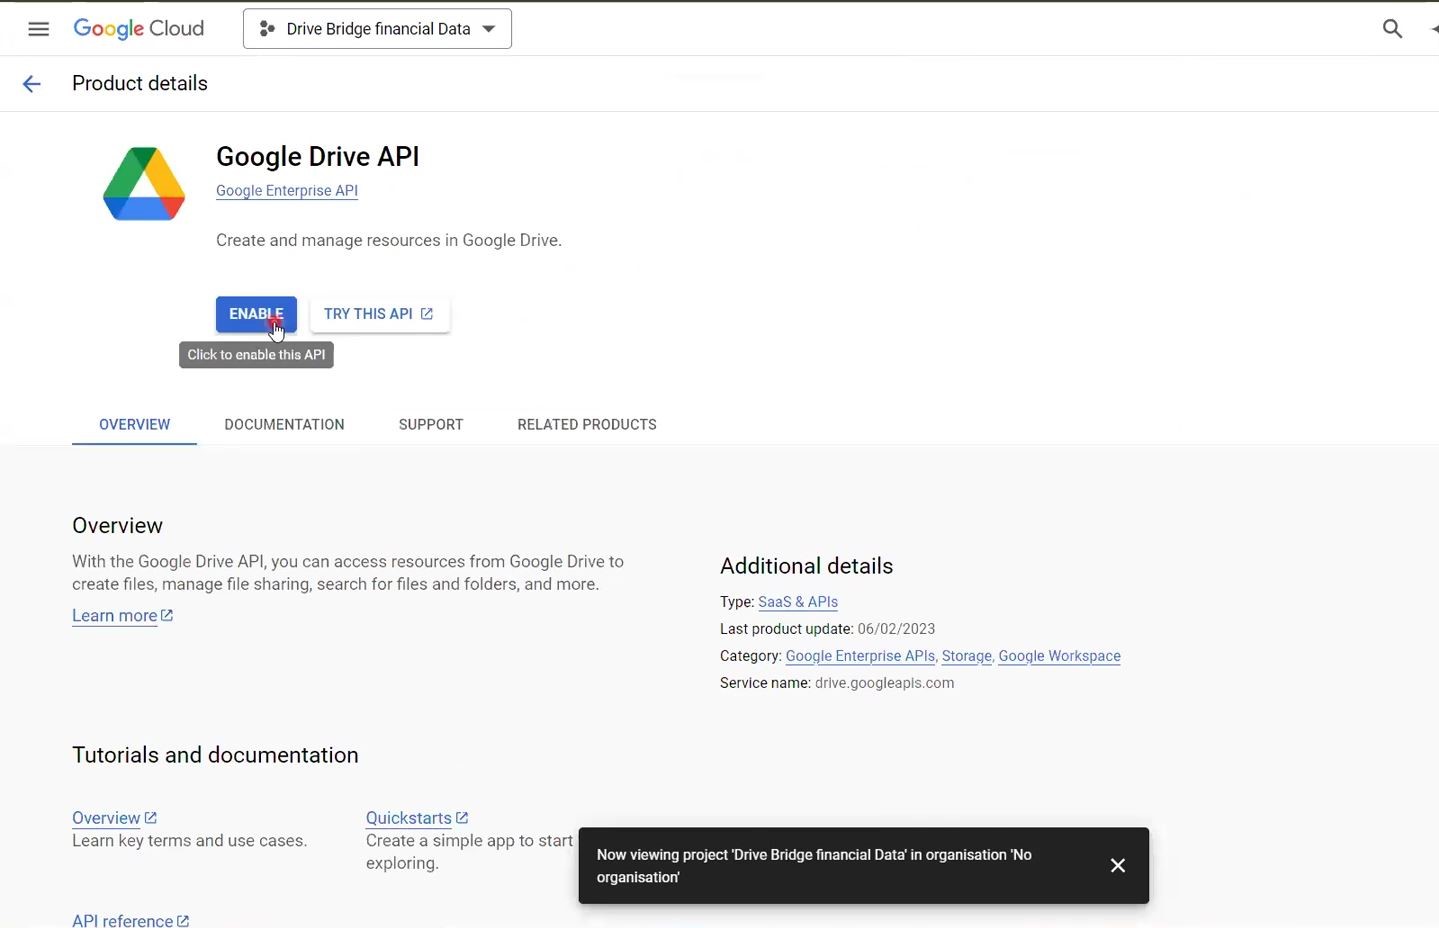 Google Cloud
Drive Bridge financial Data
Product details
Google Drive API
Google Enterprise API
Create and manage resources in Google Drive.
ENABLE
TRY THIS API
Click to enable this API
OVERVIEW
DOCUMENTATION
SUPPORT
RELATED PRODUCTS
Overview
With the Google Drive API, you can access resources from Google Drive to
create files, manage file sharing, search for files and folders, and more.
Learn more
Additional details
Type: SaaS & APIs
Last product update: 06/02/2023
Category: Google Enterprise APIs, Storage, Google Workspace
Service name: drive.googleapis.com
Tutorials and documentation
Overview
Learn key terms and use cases.
Quickstarts
Create a simple app to start
exploring.
API reference
Now viewing project 'Drive Bridge financial Data' in organisation 'No
organisation'